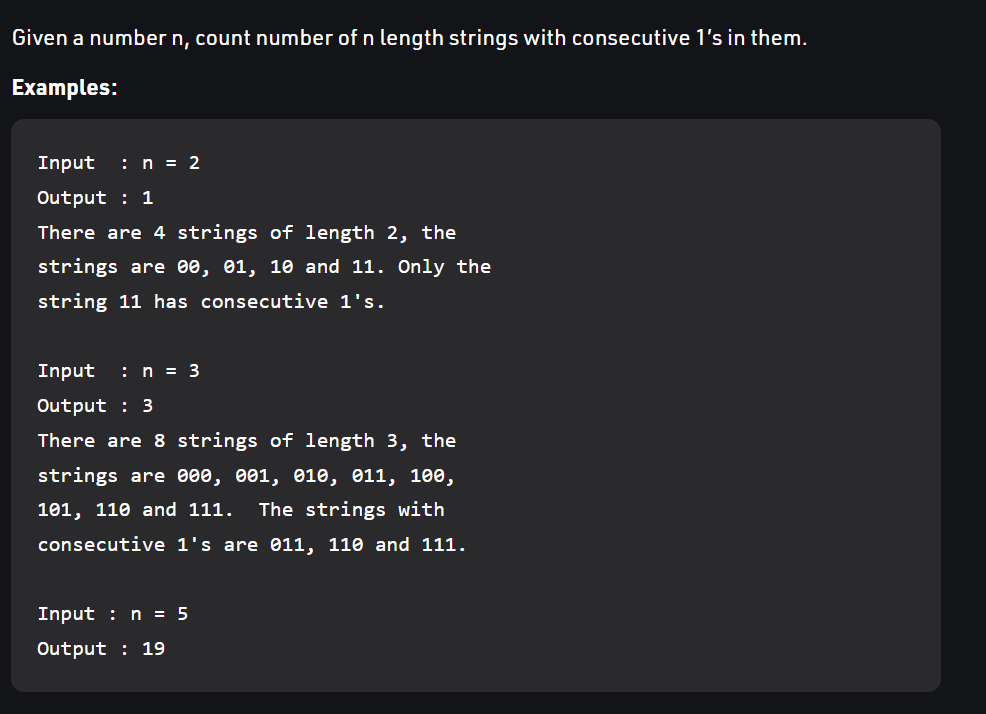 Given a number n, count number of n length strings with consecutive 1’s in them.
Examples:
Input  : n = 2
Output : 1
There are 4 strings of length 2, the
strings are 00, 01, 10 and 11. Only the
string 11 has consecutive 1's.
Input  : n = 3
Output : 3
There are 8 strings of length 3, the
strings are 000, 001, 010, 011, 100,
101, 110 and 111.  The strings with
consecutive 1's are 011, 110 and 111.
Input : n = 5
Output : 19